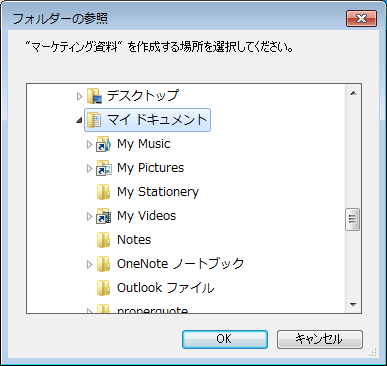 フォルダーの参照
"マーケティング資料" を作成する場所を選択してください。
デスクトップ
マイ ドキュメント
My Music
My Pictures
My Stationery
My Videos
Notes
OneNote ノートブック
Outlook ファイル
properquote
OK
キャンセル